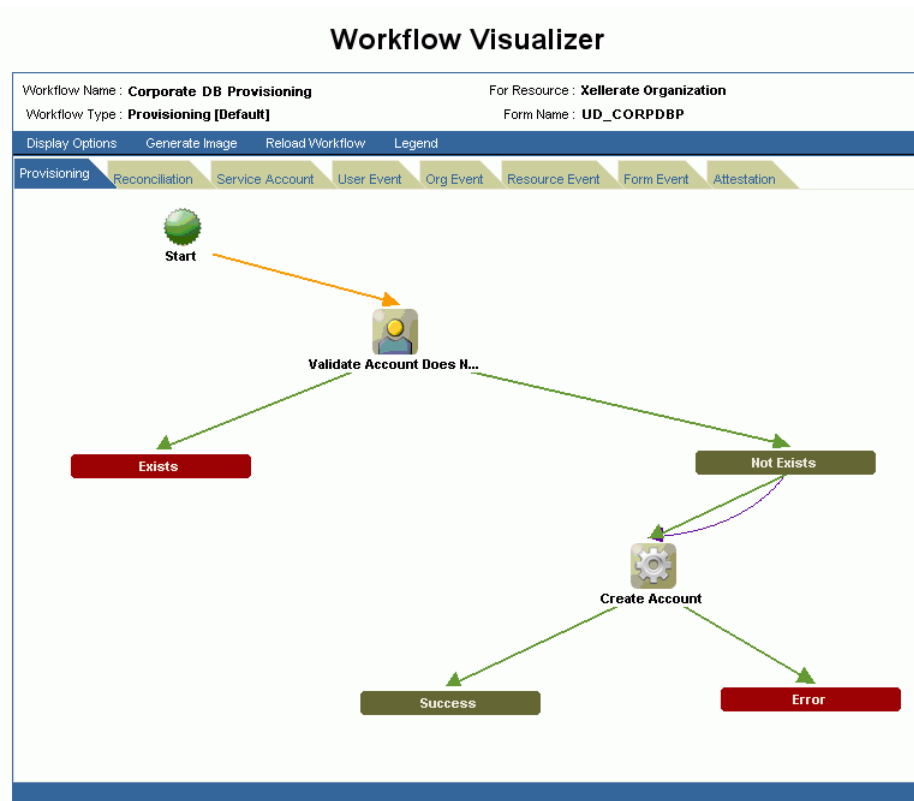 Workflow Visualizer
Workflow Name : Corporate DB Provisioning For Resource : Xellerate Organization
Workflow Type : Provisioning [Default] Form Name : UD_CORPDBP
Display Options Generate Image Reload Workflow Legend
Provisioning Reconciliation Service Account User Event Org Event Resource Event Form Event Attestation
Start
Validate Account Does N...
Exists Not Exists
Create Account
Success Error